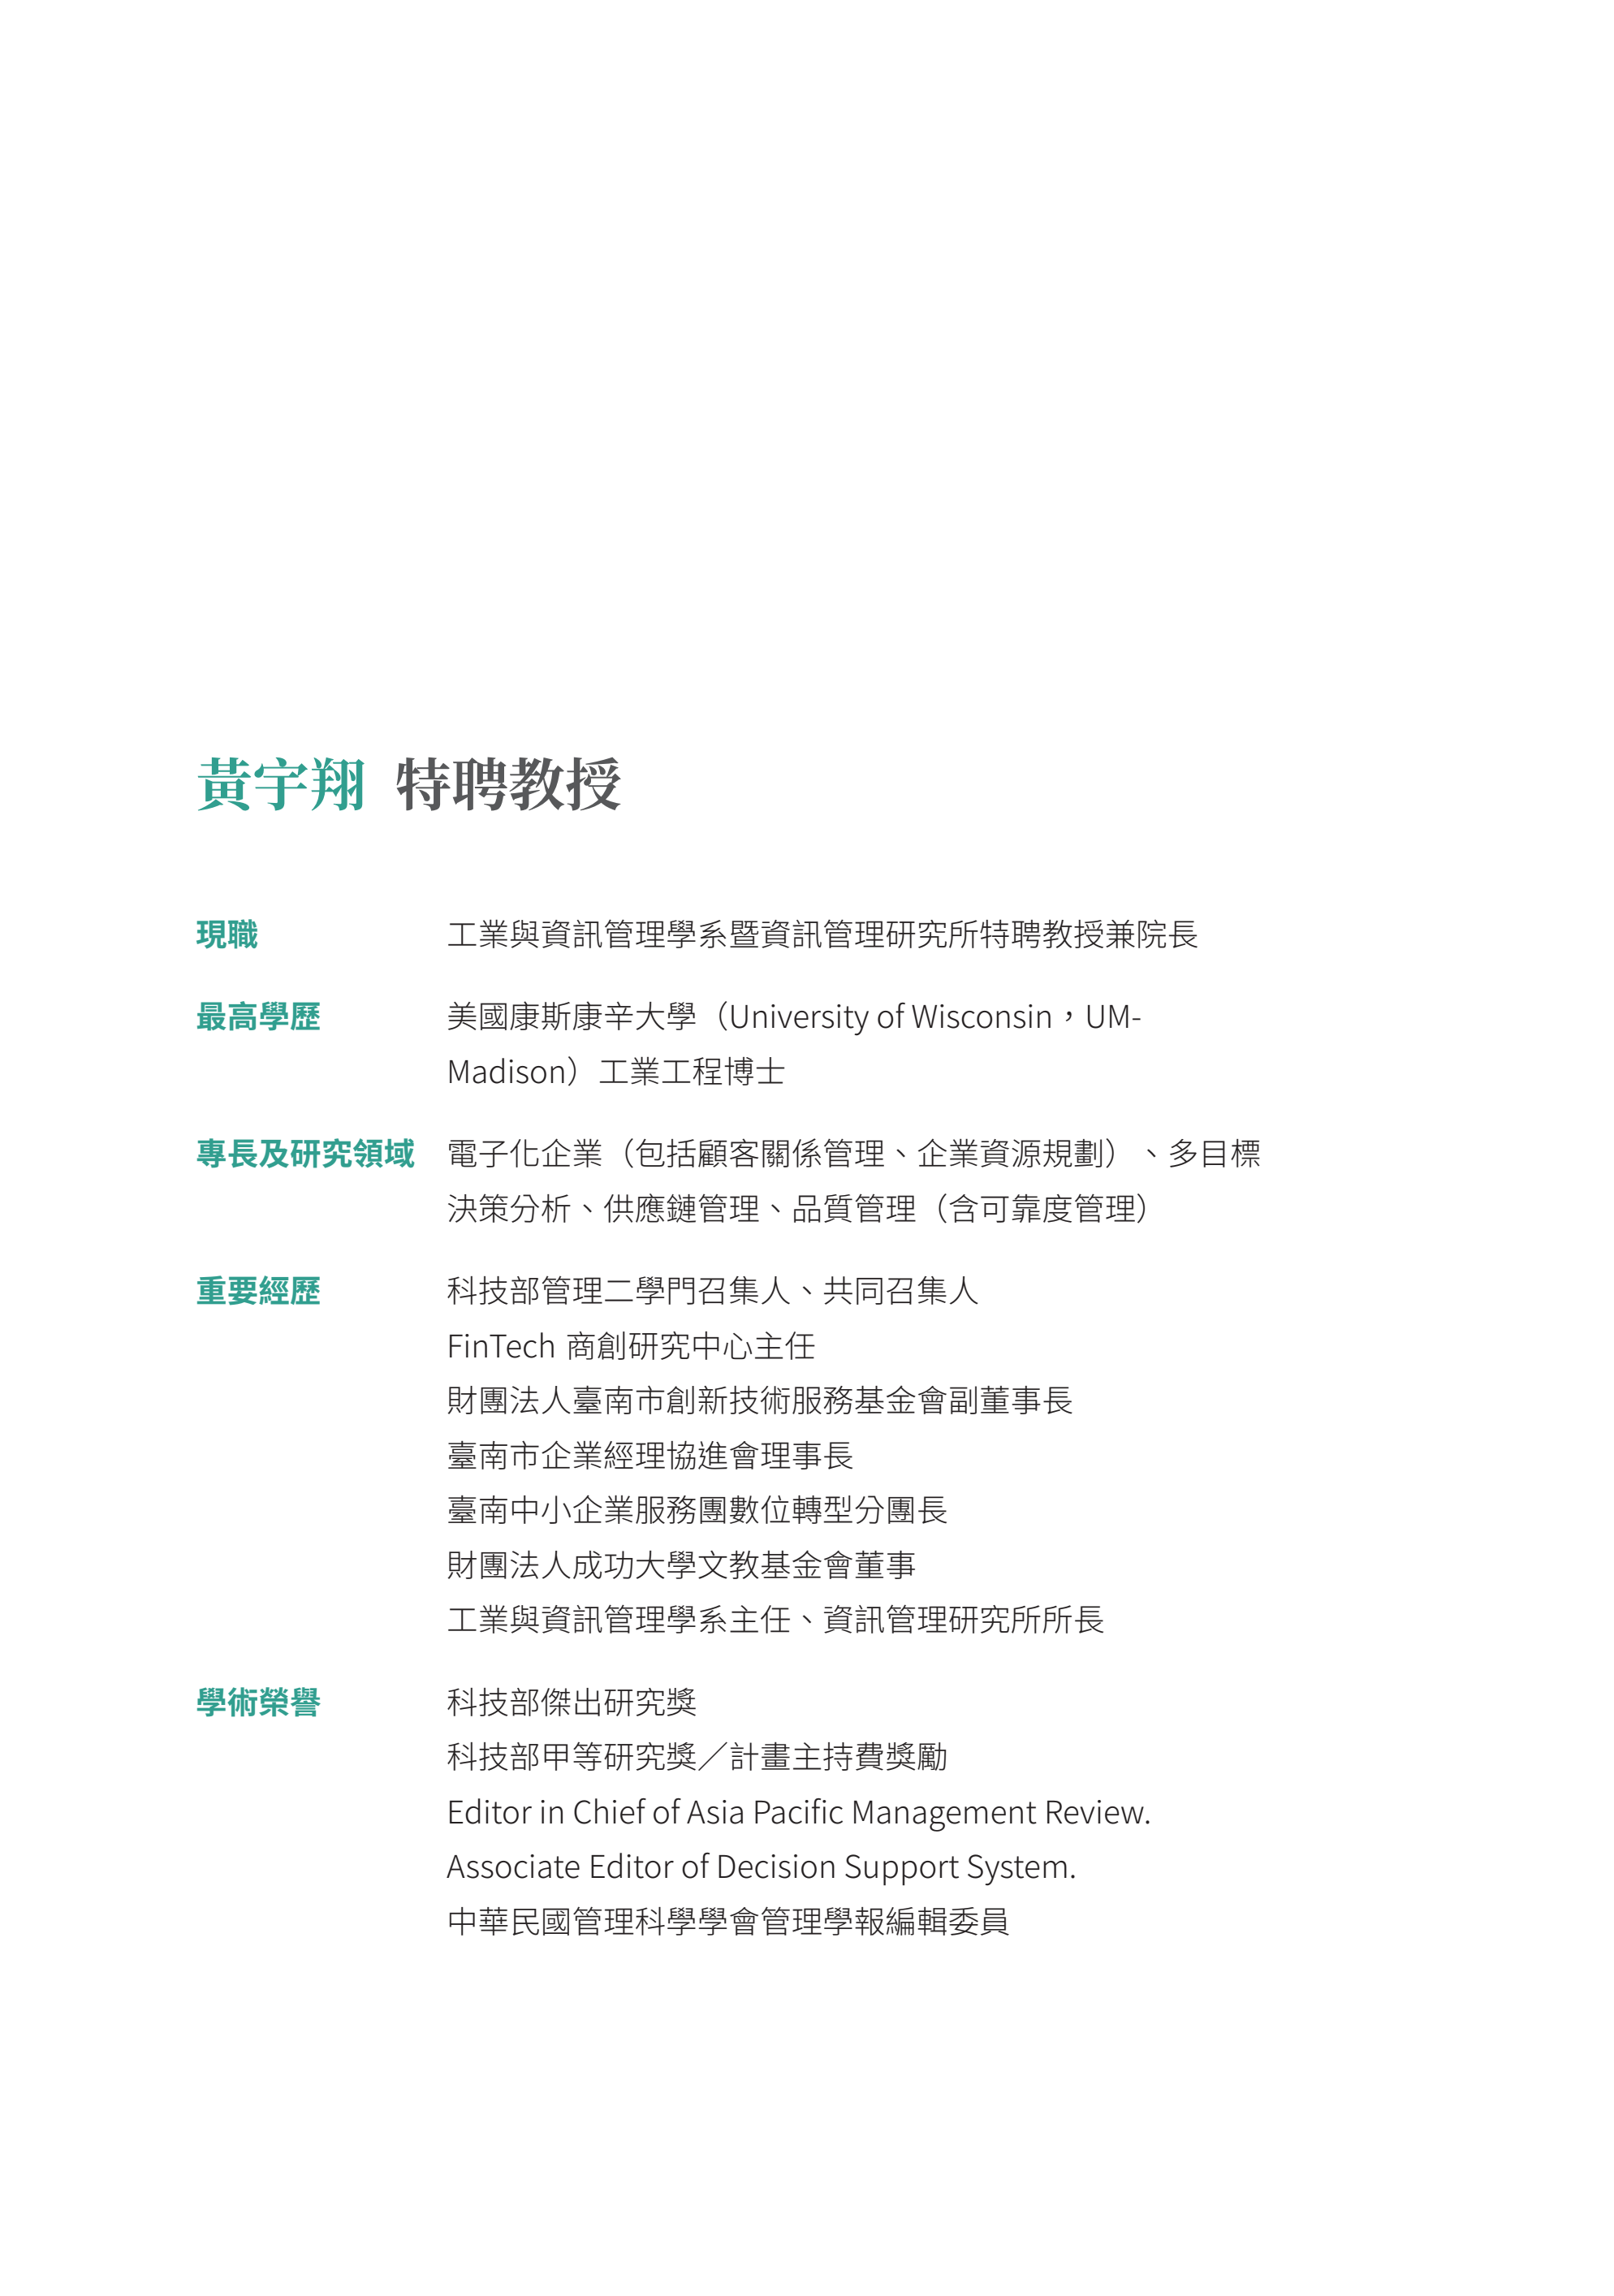 黃宇翔 特聘教授
現職 工業與資訊管理學系暨資訊管理研究所特聘教授兼院長
最高學歷 美國康斯康辛大學（University of Wisconsin，UM-
Madison）工業工程博士
專長及研究領域 電子化企業（包括顧客關係管理、企業資源規劃）、多目標
決策分析、供應鏈管理、品質管理（含可靠度管理）
重要經歷 科技部管理二學門召集人、共同召集人
FinTech 商創研究中心主任
財團法人臺南市創新技術服務基金會副董事長
臺南市企業經理協進會理事長
臺南中小企業服務團數位轉型分團長
財團法人成功大學文教基金會董事
工業與資訊管理學系主任、資訊管理研究所所長
學術榮譽 科技部傑出研究獎
科技部甲等研究獎／計畫主持費獎勵
Editor in Chief of Asia Pacific Management Review.
Associate Editor of Decision Support System.
中華民國管理科學學會管理學報編輯委員